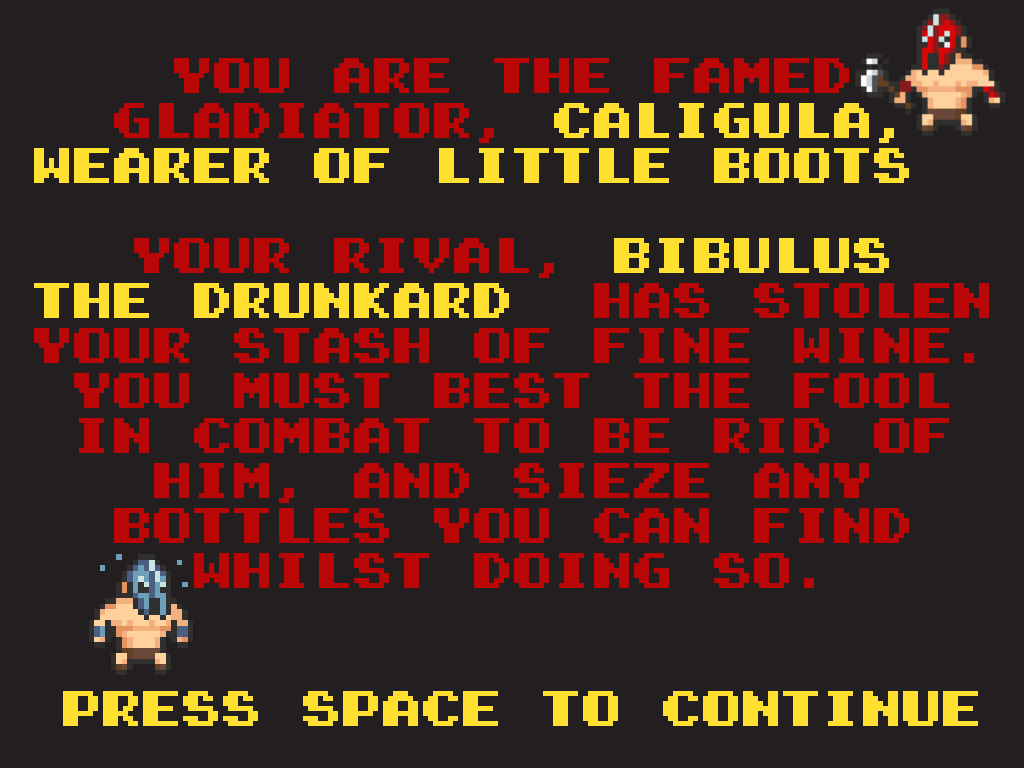 YOU ARE THE FAMED
GLADIATOR, CALIGULA,
WEARER OF LITTLE BOOTS
YOUR RIVAL, BIBULUS
THE DRUNKARD HAS STOLEN
YOUR STASH OF FINE WINE.
YOU MUST BEST THE FOOL
IN COMBAT TO BE RID OF
HIM, AND SIEZE ANY
BOTTLES YOU CAN FIND
WHILST DOING SO.
PRESS SPACE TO CONTINUE